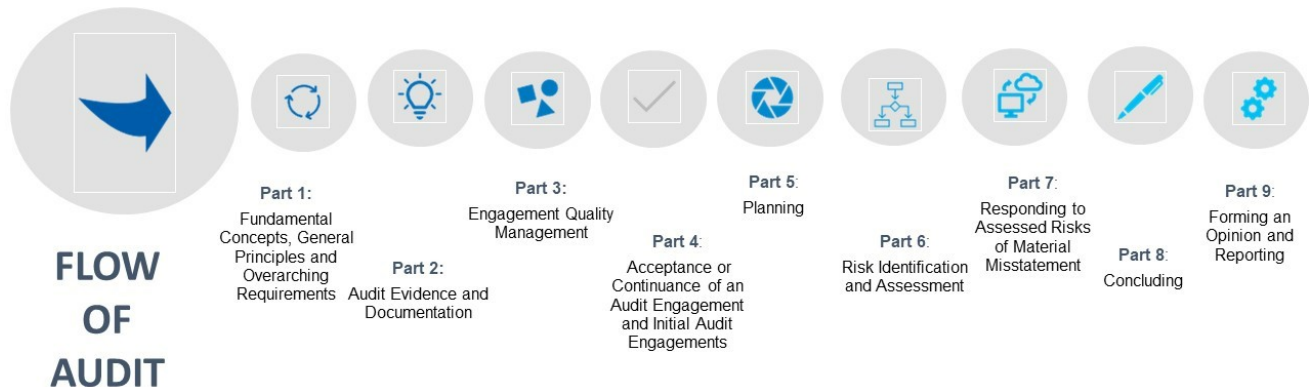 FLOW
OF
AUDIT
Part 1:
Fundamental
Concepts, General
Principles and
Overarching
Requirements
Part 2:
Audit Evidence and
Documentation
Part 3:
Engagement Quality
Management
Part 4:
Acceptance or
Continuance of an
Audit Engagement
and Initial Audit
Engagements
Part 5:
Planning
Part 6:
Risk Identification
and Assessment
Part 7:
Responding to
Assessed Risks
of Material
Misstatement
Part 8:
Concluding
Part 9:
Forming an
Opinion and
Reporting